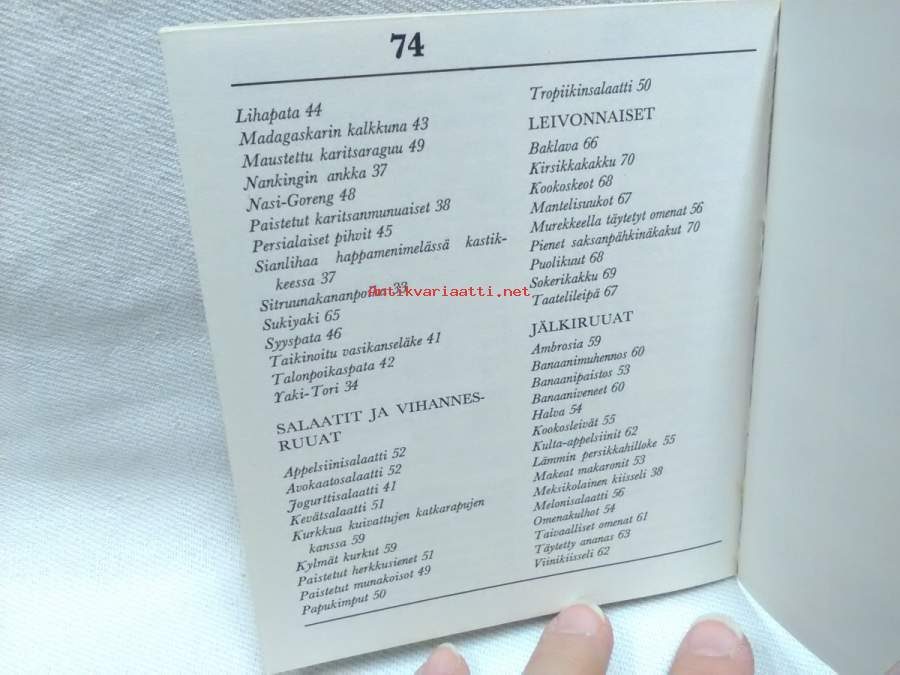 74
Lihapata 44
Madagaskarin kalkkuna 43
Maustettu karitsaraguu 49
Nankingin ankka 37
Nasi-Goreng 48
Paistetut karitsanmunuaiset 38
Persialaiset pihvit 45
Sianlihaa happamenimelässä kastik-
keessa 37
Sitruunakananpoika 33
Sukiyaki 65
Syyspata 46
Taikinoitu vasikanseläke 41
Talonpoikaspata 42
Yaki-Tori 34
SALAATIT JA VIHANNES-
RUUAT
Appelsiinisalaatti 52
Avokaatosalaatti 52
Jogurttisalaatti 41
Kevätsalaatti 51
Kurkkua kuivattujen katkarapujen
kanssa 59
Kylmät kurkut 59
Paistetut herkkusienet 51
Paistetut munakoisot 49
Papukimput 50
Tropiikinsalaatti 50
LEIVONNAISET
Baklava 66
Kirsikkakakku 70
Kookoskeot 68
Mantelisuukot 67
Murekkeella täytetyt omenat 56
Pienet saksanpähkinäkakut 70
Puolikuut 68
Sokerikakku 69
Taatelileipä 67
JÄLKIRUUAT
Ambrosia 59
Banaanimuhennos 60
Banaanipaistos 53
Banaaniveneet 60
Halva 54
Kookosleivät 55
Kulta-appelsiinit 62
Lämmin persikkahilloke 55
Makeat makaronit 53
Meksikolainen kiisseli 38
Melonisalaatti 56
Omenakulhot 54
Taivaalliset omenat 61
Täytetty ananas 63
Viinikiisseli 62
Antikvariaatti.net